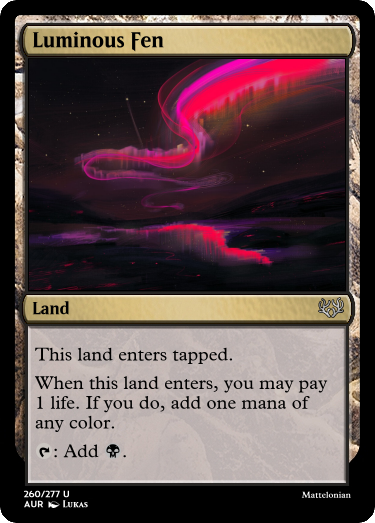 Luminous Fen
Land
This land enters tapped.
When this land enters, you may pay
1 life. If you do, add one mana of
any color.
: Add .
260/277 U
Mattelonian
AUR Lukas